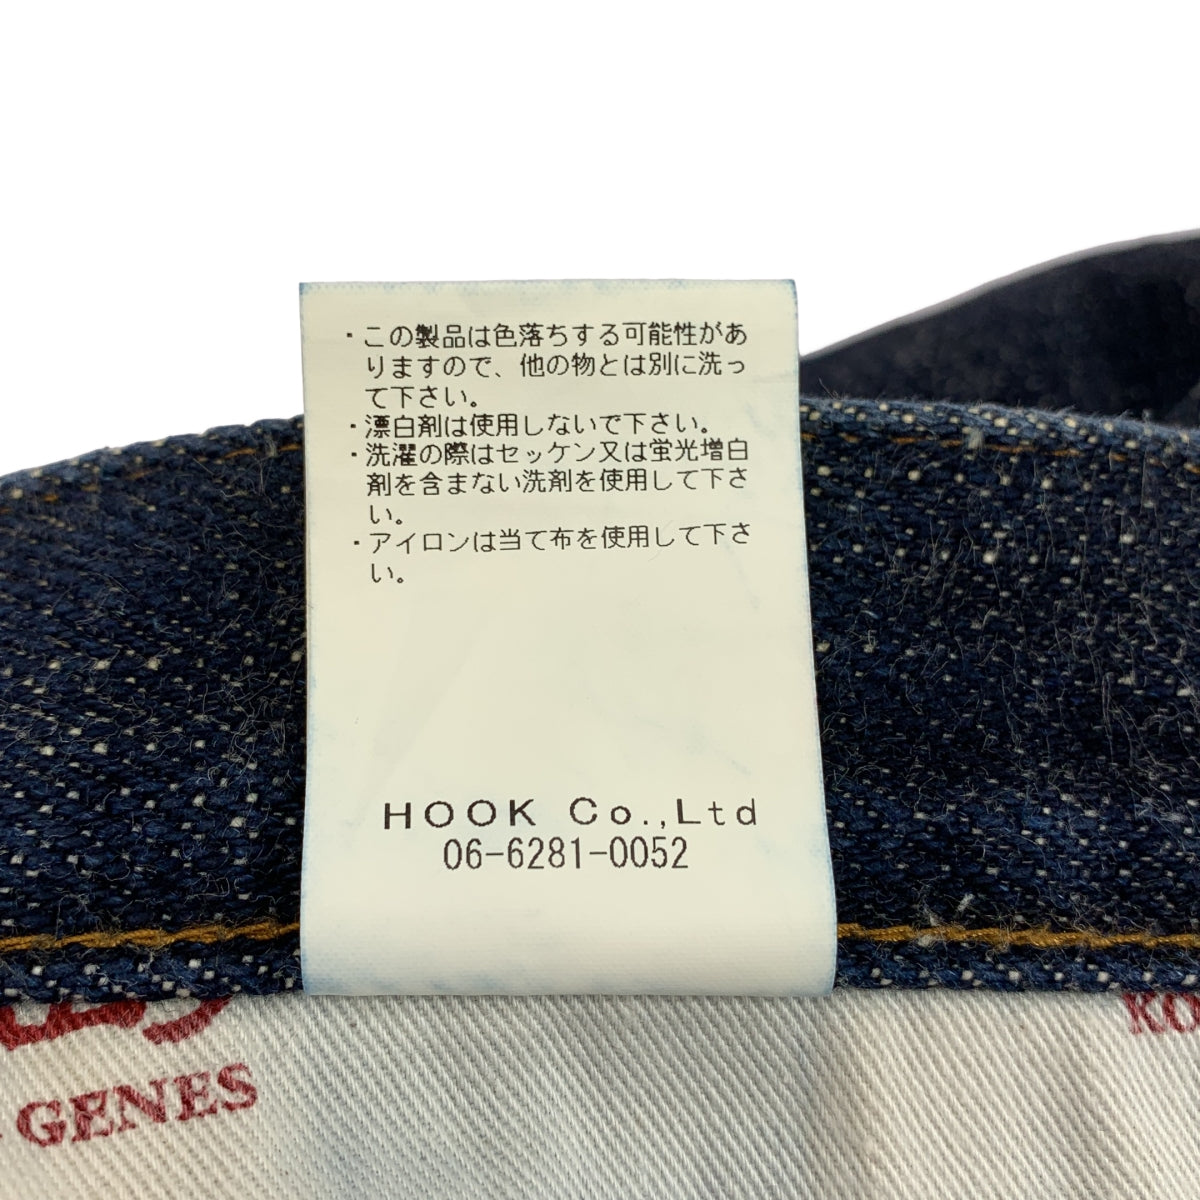 ・この製品は色落ちする可能性があ
りますので、他の物とは別に洗っ
て下さい。
・漂白剤は使用しないで下さい。
・洗濯の際はセッケン又は蛍光増白
剤を含まない洗剤を使用して下さ
い。
・アイロンは当て布を使用して下さ
い。
HOOK Co.,Ltd
06-6281-0052
GENES
KO